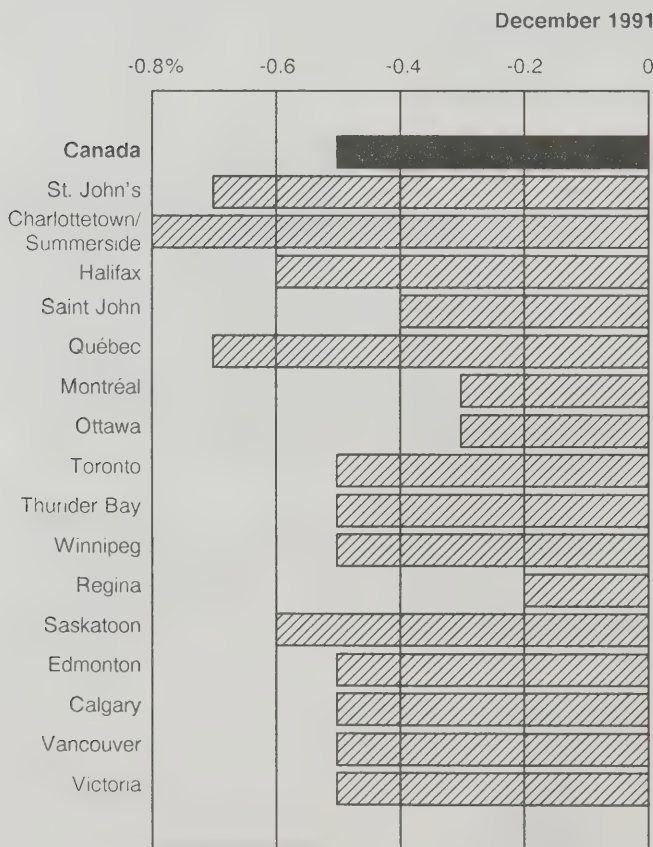 December 1991
-0.8% -0.6 -0.4 -0.2 0
Canada
St. John's
Charlottetown/
Summerside
Halifax
Saint John
Québec
Montréal
Ottawa
Toronto
Thunder Bay
Winnipeg
Regina
Saskatoon
Edmonton
Calgary
Vancouver
Victoria